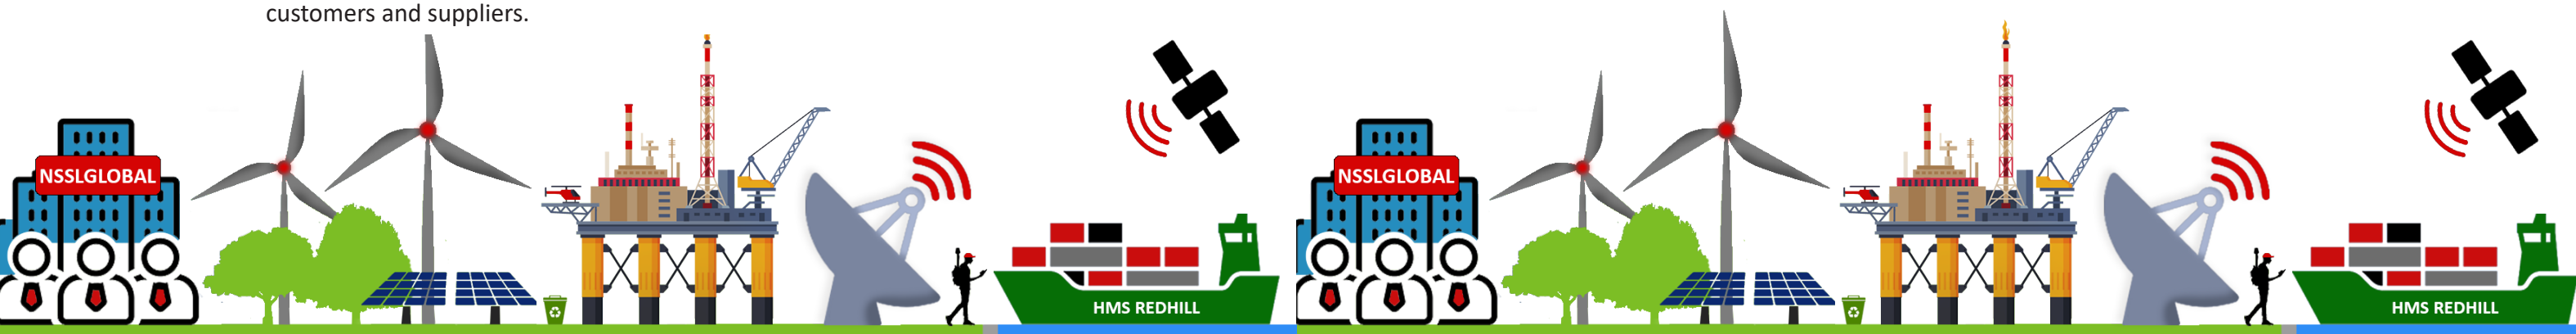 customers and suppliers.
NSSLGLOBAL
HMS REDHILL
NSSLGLOBAL
HMS REDHILL